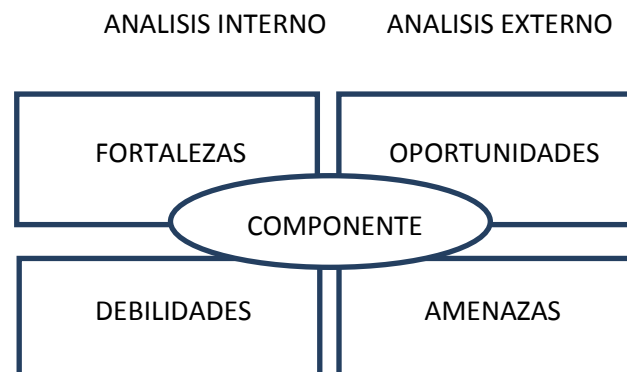 ANALISIS INTERNO ANALISIS EXTERNO
FORTALEZAS OPORTUNIDADES
COMPONENTE
DEBILIDADES AMENAZAS